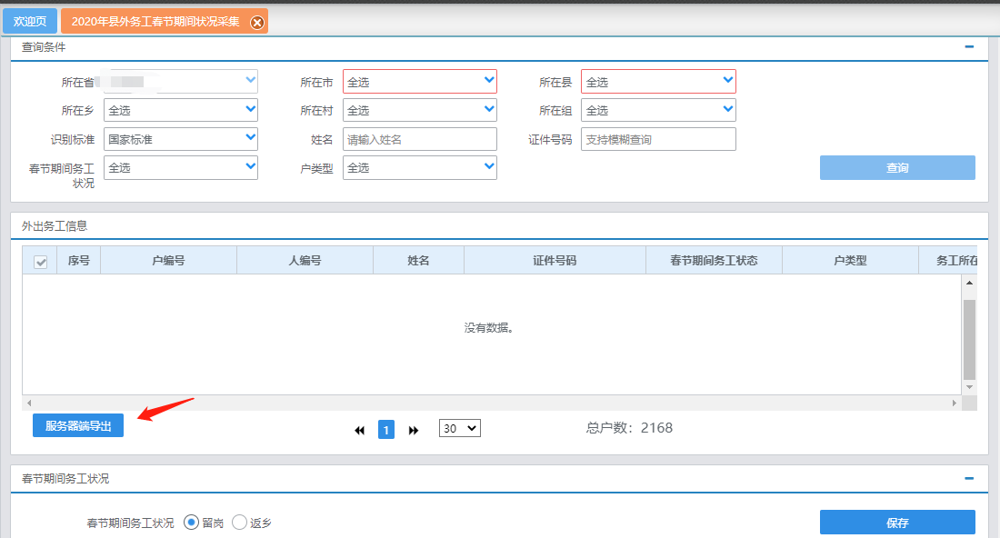 欢迎页 2020年县外务工春节期间状况采集
查询条件
所在省 所在市 全选 所在县 全选
所在乡 全选 所在村 全选 所在组 全选
识别标准 国家标准 姓名 请输入姓名 证件号码 支持模糊查询
春节期间务工状况 全选 户类型 全选 查询
外出务工信息
序号 户编号 人编号 姓名 证件号码 春节期间务工状态 户类型 务工所在
没有数据。
服务器端导出 1 30 总户数：2168
春节期间务工状况
春节期间务工状况 留岗 返乡 保存